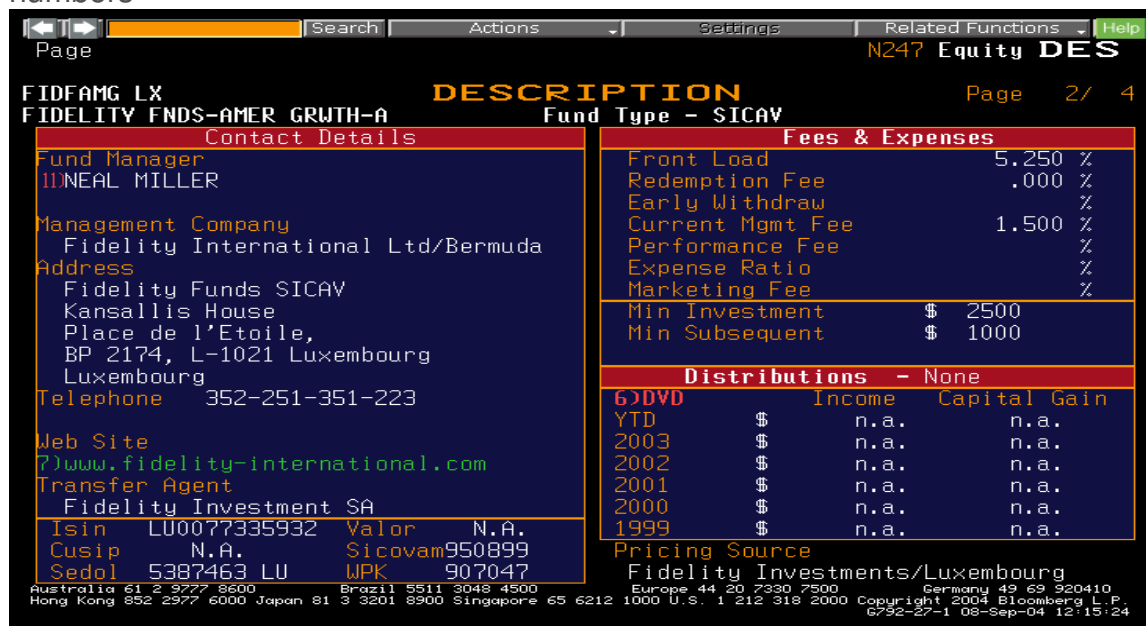 numbers
Search Actions Settings Related Functions Help
Page N247 Equity DES
FIDFAMG LX DESCRIPTION Page 2/ 4
FIDELITY FNDS-AMER GRWTH-A Fund Type - SICAV
Contact Details
Fund Manager
11)NEAL MILLER
Management Company
Fidelity International Ltd/Bermuda
Address
Fidelity Funds SICAV
Kansallis House
Place de l'Etoile,
BP 2174, L-1021 Luxembourg
Luxembourg
Telephone 352-251-351-223
Web Site
7)www.fidelity-international.com
Transfer Agent
Fidelity Investment SA
Isin LU0077335932 Valor N.A.
Cusip N.A. Sicovam950899
Sedol 5387463 LU WPK 907047
Fees & Expenses
Front Load 5.250 %
Redemption Fee .000 %
Early Withdraw %
Current Mgmt Fee 1.500 %
Performance Fee %
Expense Ratio %
Marketing Fee %
Min Investment $ 2500
Min Subsequent $ 1000
Distributions - None
6)DVD Income Capital Gain
YTD $ n.a. n.a.
2003 $ n.a. n.a.
2002 $ n.a. n.a.
2001 $ n.a. n.a.
2000 $ n.a. n.a.
1999 $ n.a. n.a.
Pricing Source
Fidelity Investments/Luxembourg
Australia 61 2 9777 8600 Brazil 5511 3048 4500 Europe 44 20 7330 7500 Germany 49 69 920410
Hong Kong 852 2977 6000 Japan 81 3 3201 8900 Singapore 65 6212 1000 U.S. 1 212 318 2000 Copyright 2004 Bloomberg L.P.
G792-27-1 08-Sep-04 12:15:24